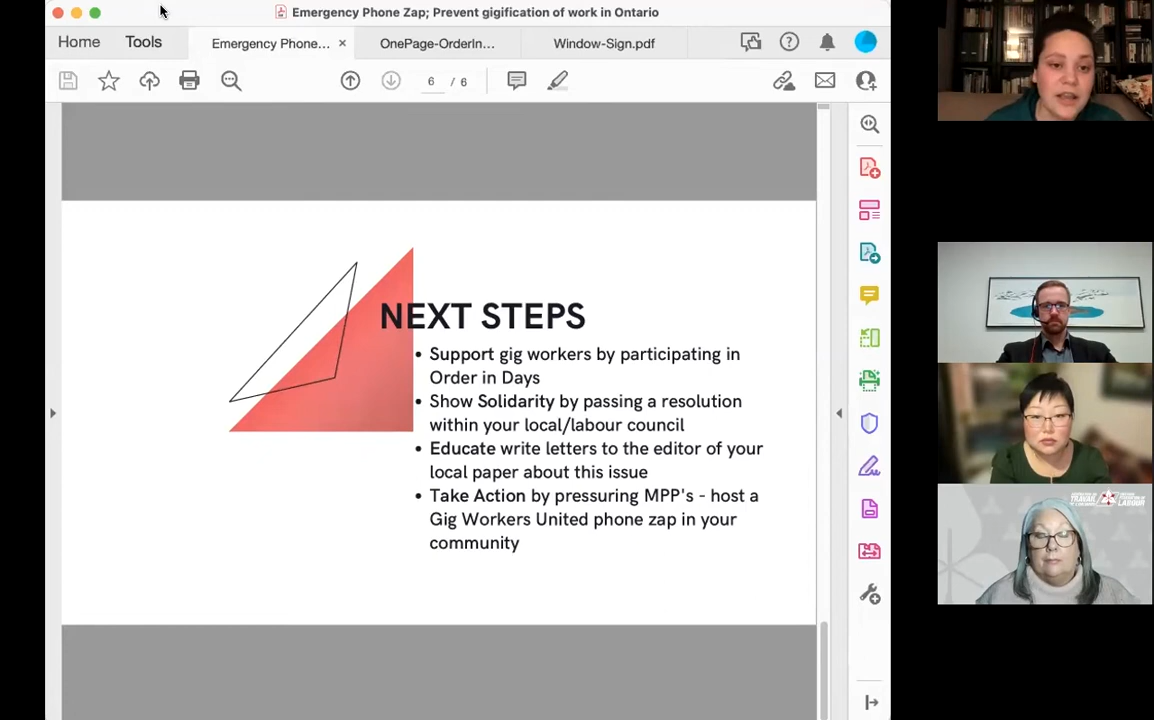 Emergency Phone Zap; Prevent gigification of work in Ontario
Home
Tools
Emergency Phone...
OnePage-OrderIn...
Window-Sign.pdf
6 / 6
NEXT STEPS
• Support gig workers by participating in
Order in Days
• Show Solidarity by passing a resolution
within your local/labour council
• Educate write letters to the editor of your
local paper about this issue
• Take Action by pressuring MPP's - host a
Gig Workers United phone zap in your
community
TRAVAIL
LABOUR